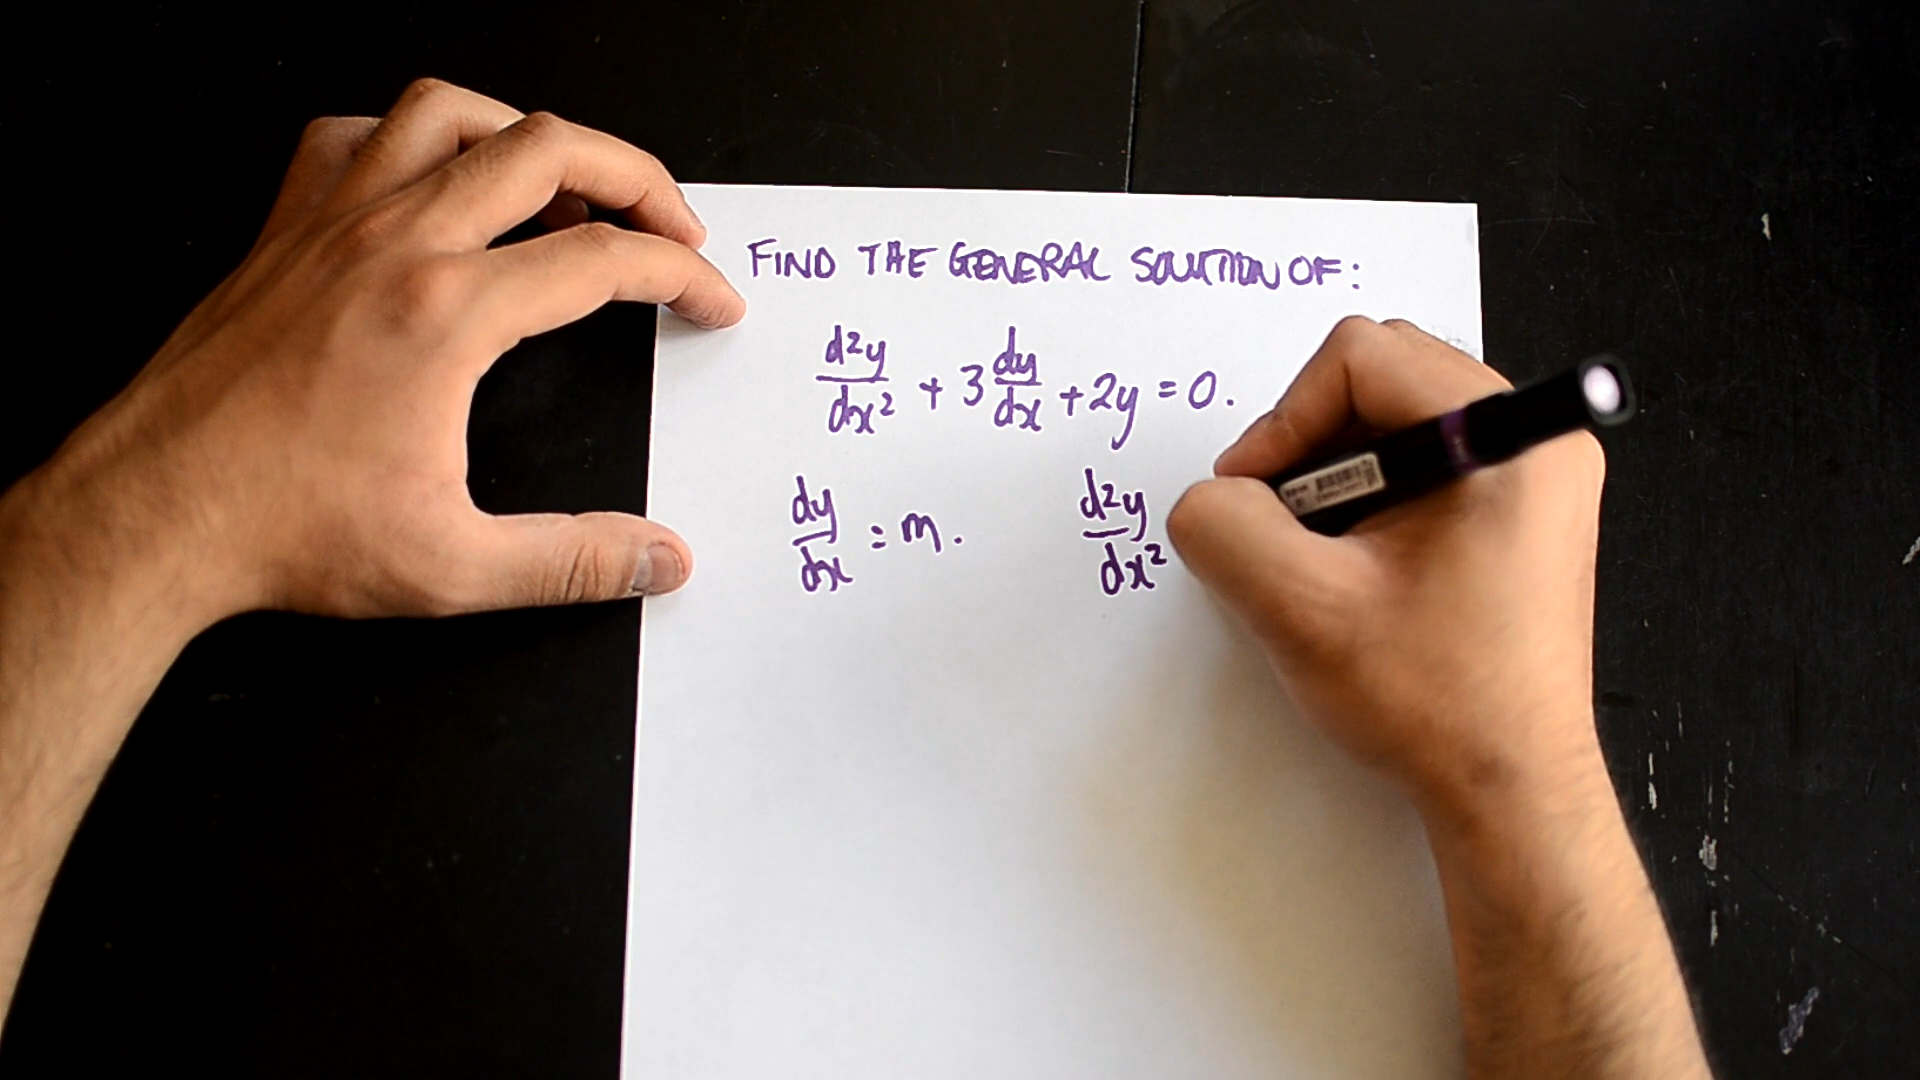 FIND THE GENERAL SOLUTION OF:
d²y/dx² + 3 dy/dx + 2y = 0.
dy/dx = m. d²y/dx²